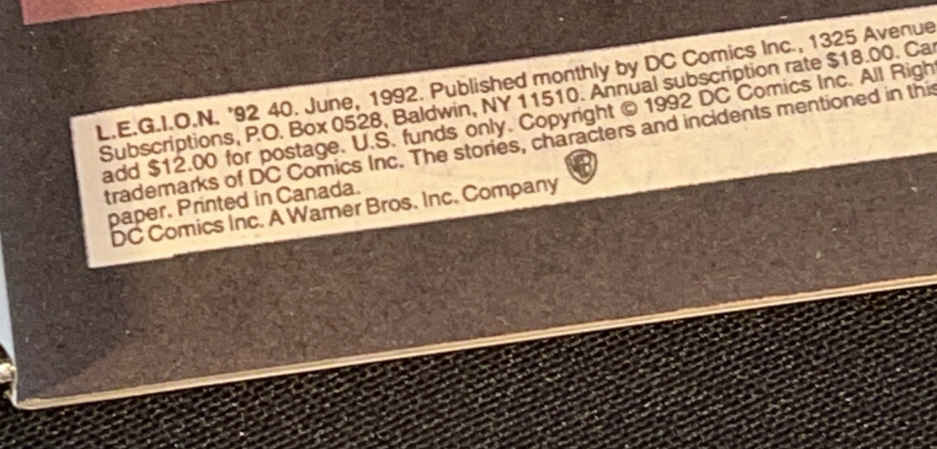 L.E.G.I.O.N. '92 40. June, 1992. Published monthly by DC Comics Inc., 1325 Avenue
Subscriptions, P.O. Box 0528, Baldwin, NY 11510. Annual subscription rate $18.00. Can
add $12.00 for postage. U.S. funds only. Copyright © 1992 DC Comics Inc. All Righ
trademarks of DC Comics Inc. The stories, characters and incidents mentioned in this
paper. Printed in Canada.
DC Comics Inc. A Warner Bros. Inc. Company